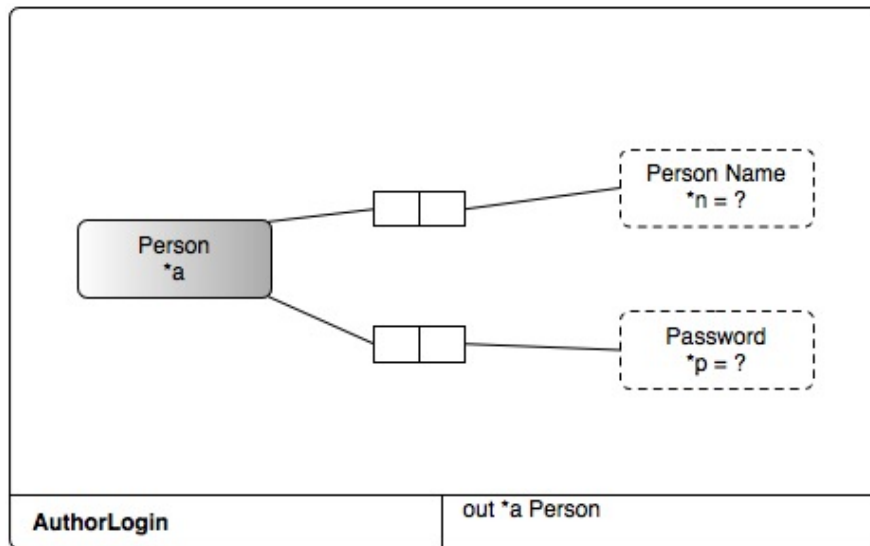 Person Name
*n = ?
Person
*a
Password
*p = ?
AuthorLogin
out *a Person